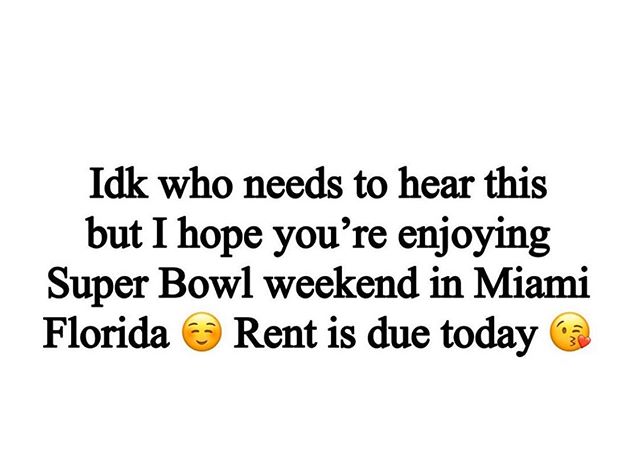 Idk who needs to hear this
but I hope you’re enjoying
Super Bowl weekend in Miami
Florida ☺️ Rent is due today 😘